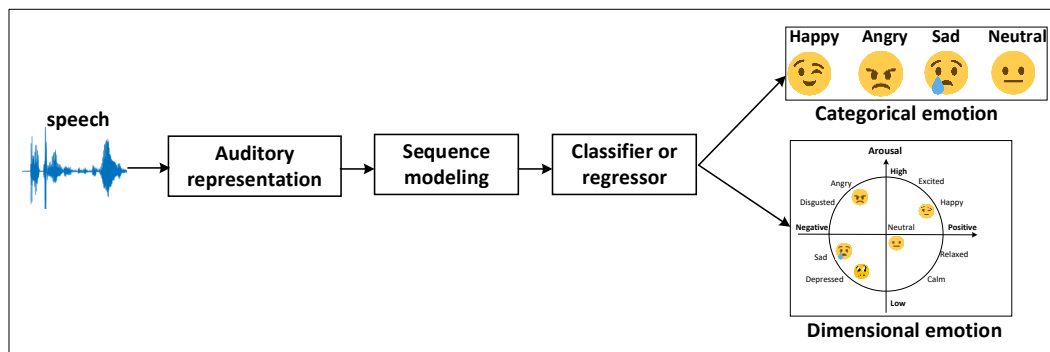 speech
Auditory
representation
Sequence
modeling
Classifier or
regressor
Happy Angry Sad Neutral
Categorical emotion
Arousal
High
Angry Excited
Disgusted Happy
Negative Neutral Positive
Sad Relaxed
Depressed Calm
Low
Dimensional emotion